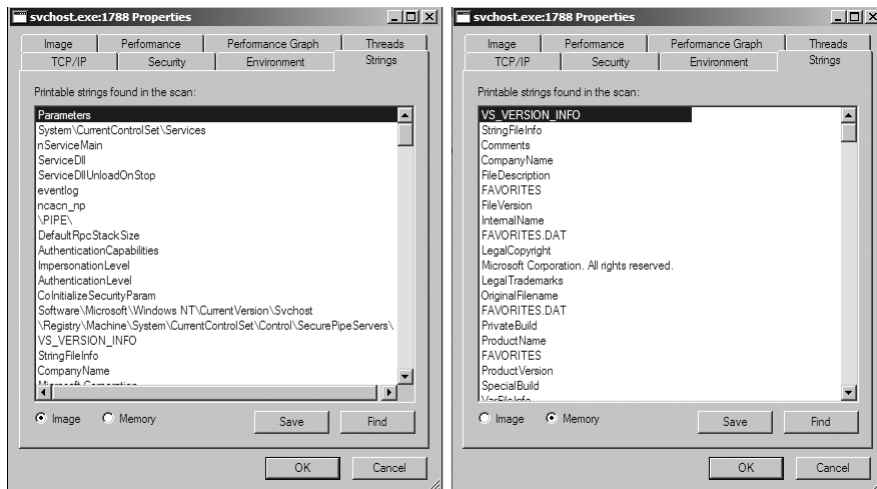 svchost.exe:1788 Properties
Image Performance Performance Graph Threads
TCP/IP Security Environment Strings
Printable strings found in the scan:
Parameters
System\CurrentControlSet\Services
nServiceMain
ServiceDll
ServiceDllUnloadOnStop
eventlog
ncacn_np
\PIPE\
DefaultRpcStackSize
AuthenticationCapabilities
ImpersonationLevel
AuthenticationLevel
CoInitializeSecurityParam
Software\Microsoft\Windows NT\CurrentVersion\Svchost
\Registry\Machine\System\CurrentControlSet\Control\SecurePipeServers\
VS_VERSION_INFO
StringFileInfo
CompanyName
Microsoft Corporation
Image Memory Save Find
OK Cancel
svchost.exe:1788 Properties
Image Performance Performance Graph Threads
TCP/IP Security Environment Strings
Printable strings found in the scan:
VS_VERSION_INFO
StringFileInfo
Comments
CompanyName
FileDescription
FAVORITES
FileVersion
InternalName
FAVORITES.DAT
LegalCopyright
Microsoft Corporation. All rights reserved.
LegalTrademarks
OriginalFilename
FAVORITES.DAT
PrivateBuild
ProductName
FAVORITES
ProductVersion
SpecialBuild
VarFileInfo
Image Memory Save Find
OK Cancel